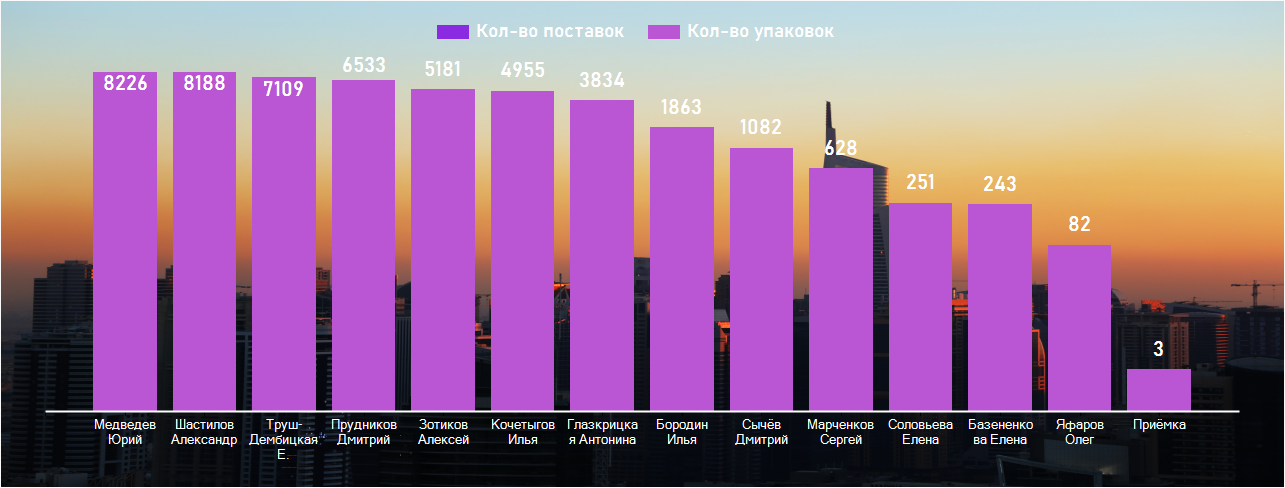 Кол-во поставок Кол-во упаковок
8226 8188 7109 6533 5181 4955 3834 1863 1082 628 251 243 82 3
Медведев
Юрий
Шастилов
Александр
Труш-
Дембицкая
Е.
Прудников
Дмитрий
Зотиков
Алексей
Кочетыгов
Илья
Глазкрицка
я Антонина
Бородин
Илья
Сычёв
Дмитрий
Марченков
Сергей
Соловьева
Елена
Базененко
ва Елена
Яфаров
Олег
Приёмка